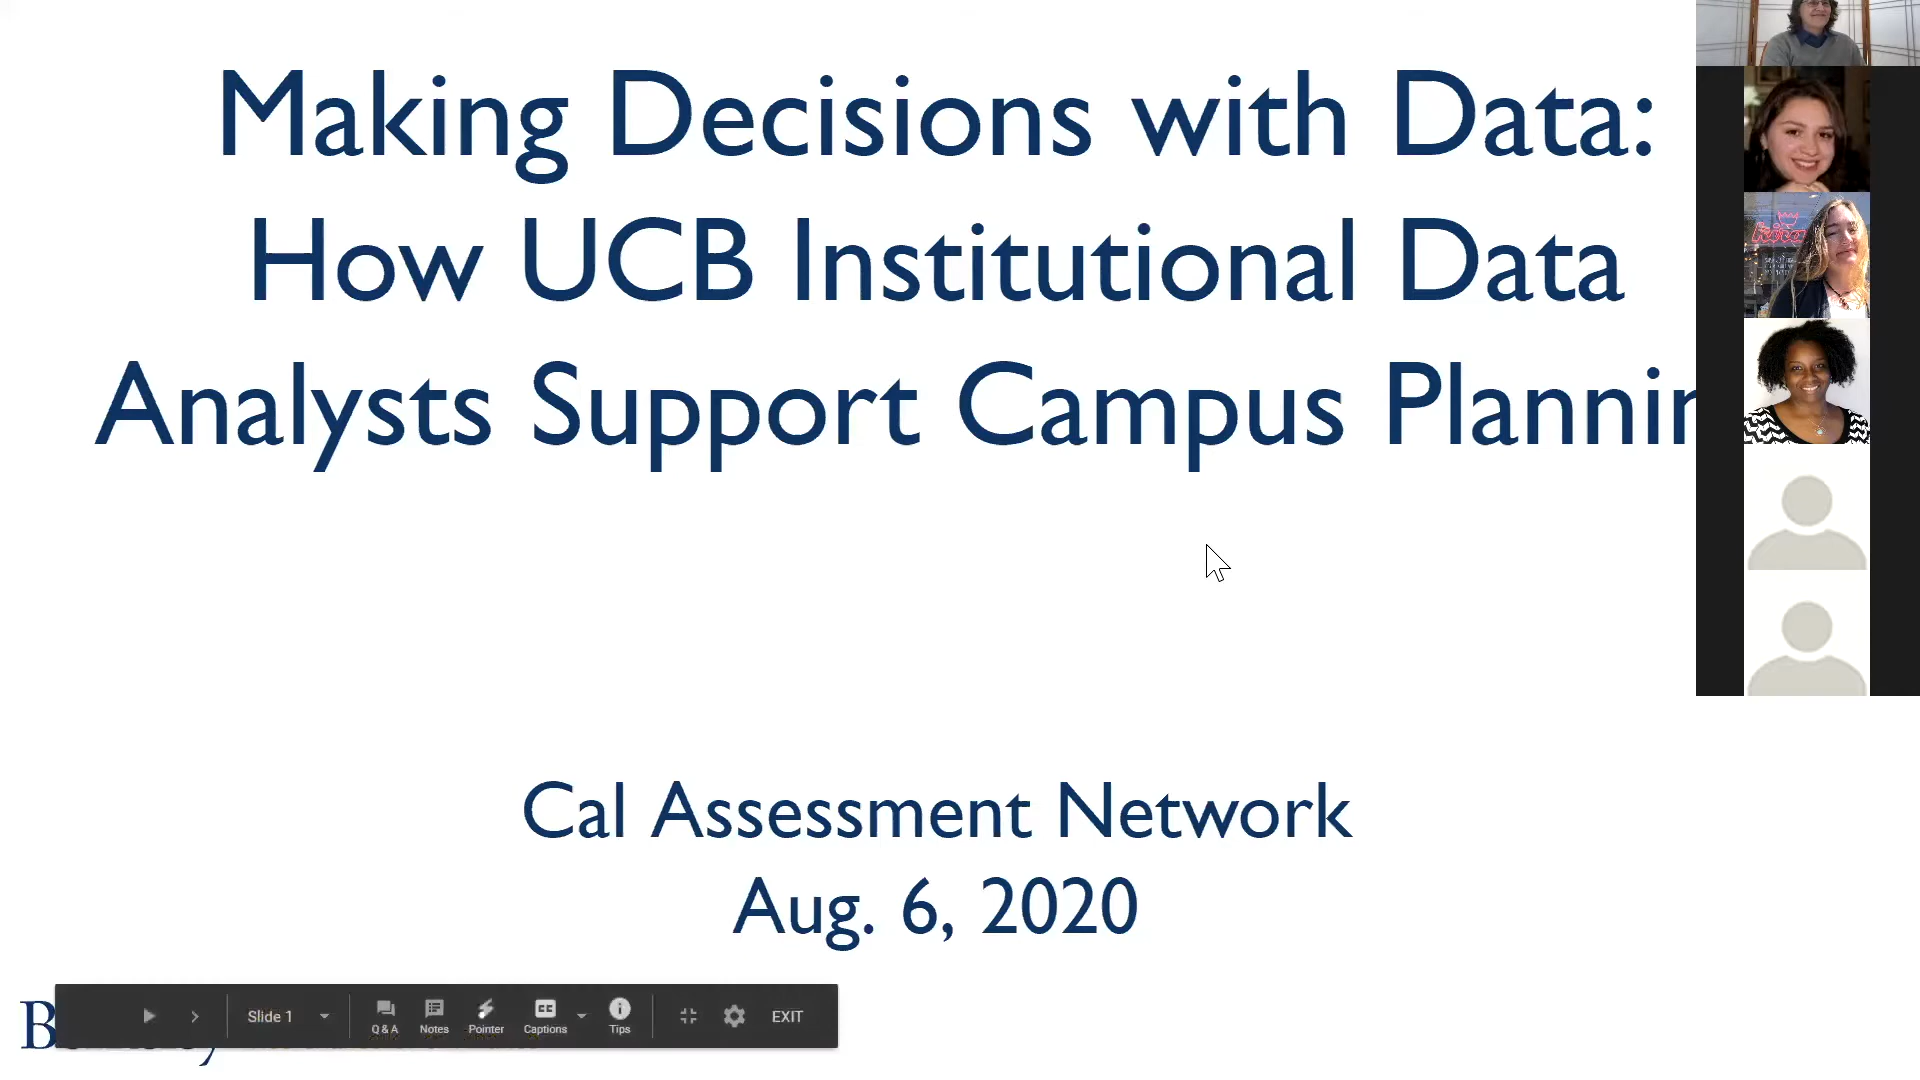 Making Decisions with Data:
How UCB Institutional Data
Analysts Support Campus Plannin
Cal Assessment Network
Aug. 6, 2020
Slide 1
Q & A
Notes
Pointer
Captions
Tips
EXIT